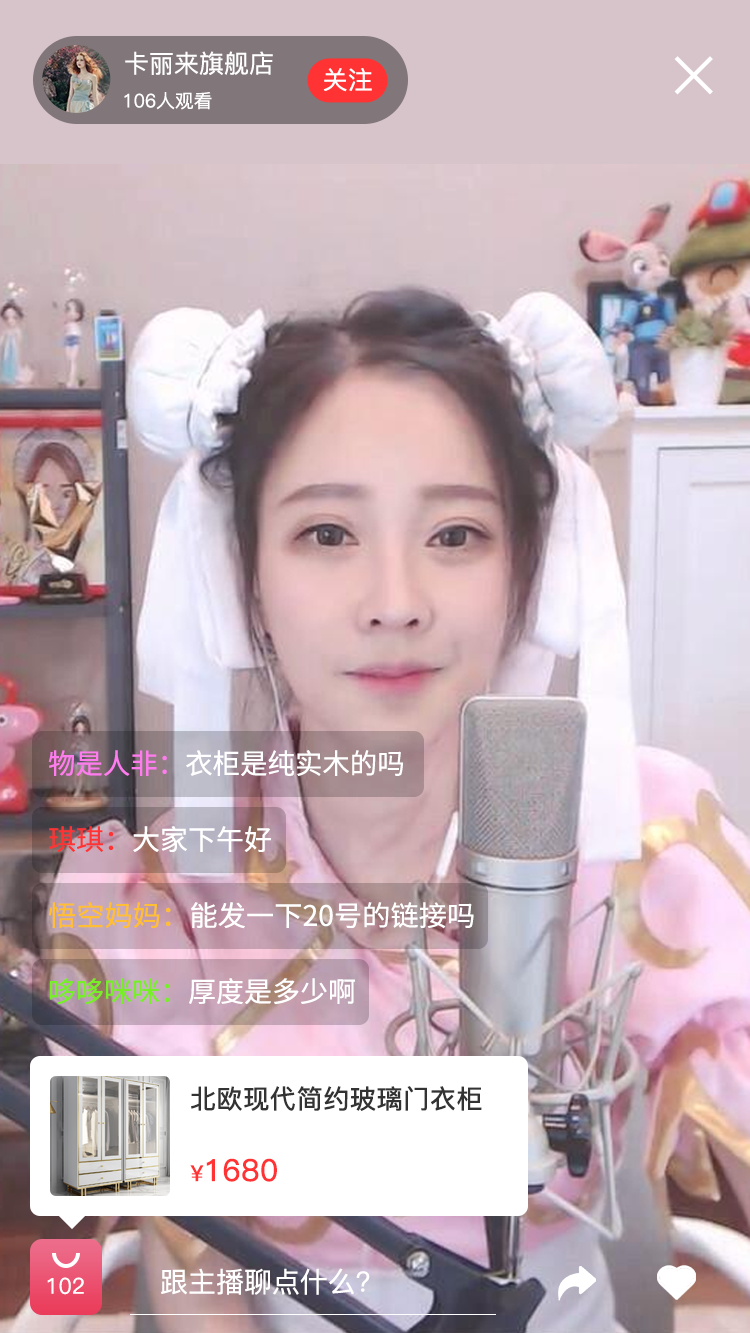 卡丽来旗舰店
106人观看
关注
物是人非：衣柜是纯实木的吗
琪琪：大家下午好
悟空妈妈：能发一下20号的链接吗
哆哆咪咪：厚度是多少啊
北欧现代简约玻璃门衣柜
¥1680
102
跟主播聊点什么?